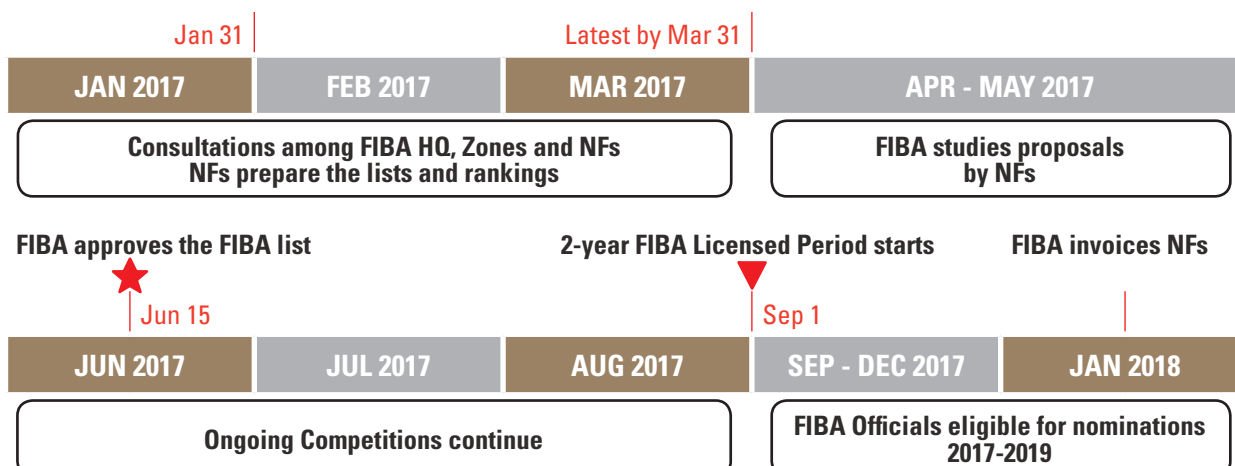 Jan 31
Latest by Mar 31
JAN 2017
FEB 2017
MAR 2017
APR - MAY 2017
Consultations among FIBA HQ, Zones and NFs
NFs prepare the lists and rankings
FIBA studies proposals
by NFs
FIBA approves the FIBA list
2-year FIBA Licensed Period starts
FIBA invoices NFs
Jun 15
Sep 1
JUN 2017
JUL 2017
AUG 2017
SEP - DEC 2017
JAN 2018
Ongoing Competitions continue
FIBA Officials eligible for nominations
2017-2019